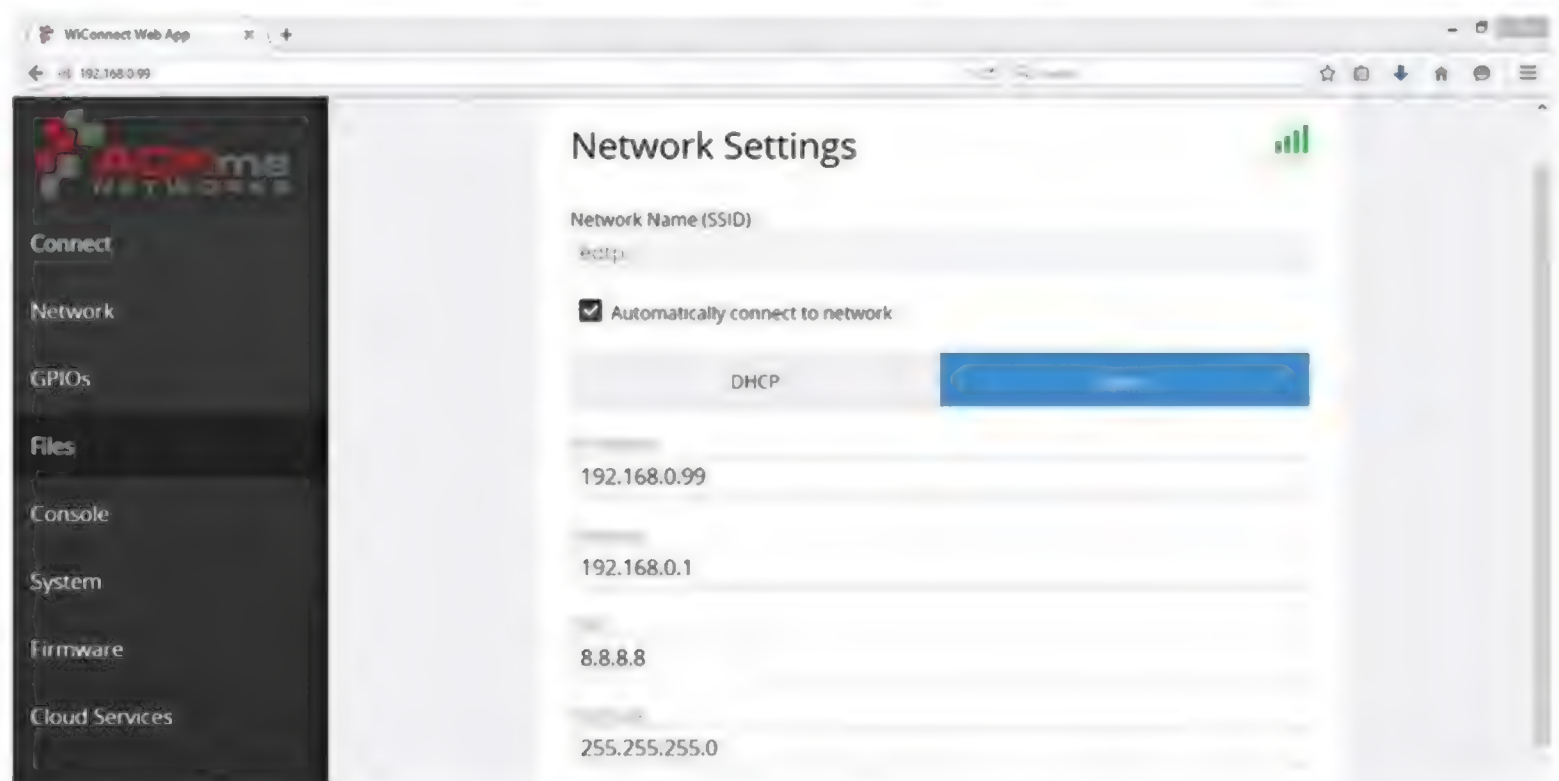 WiConnect Web App
192.168.0.99
ACKme
NETWORKS
Connect
Network
GPIOs
Files
Console
System
Firmware
Cloud Services
Network Settings
Network Name (SSID)
Automatically connect to network
DHCP
192.168.0.99
192.168.0.1
8.8.8.8
255.255.255.0